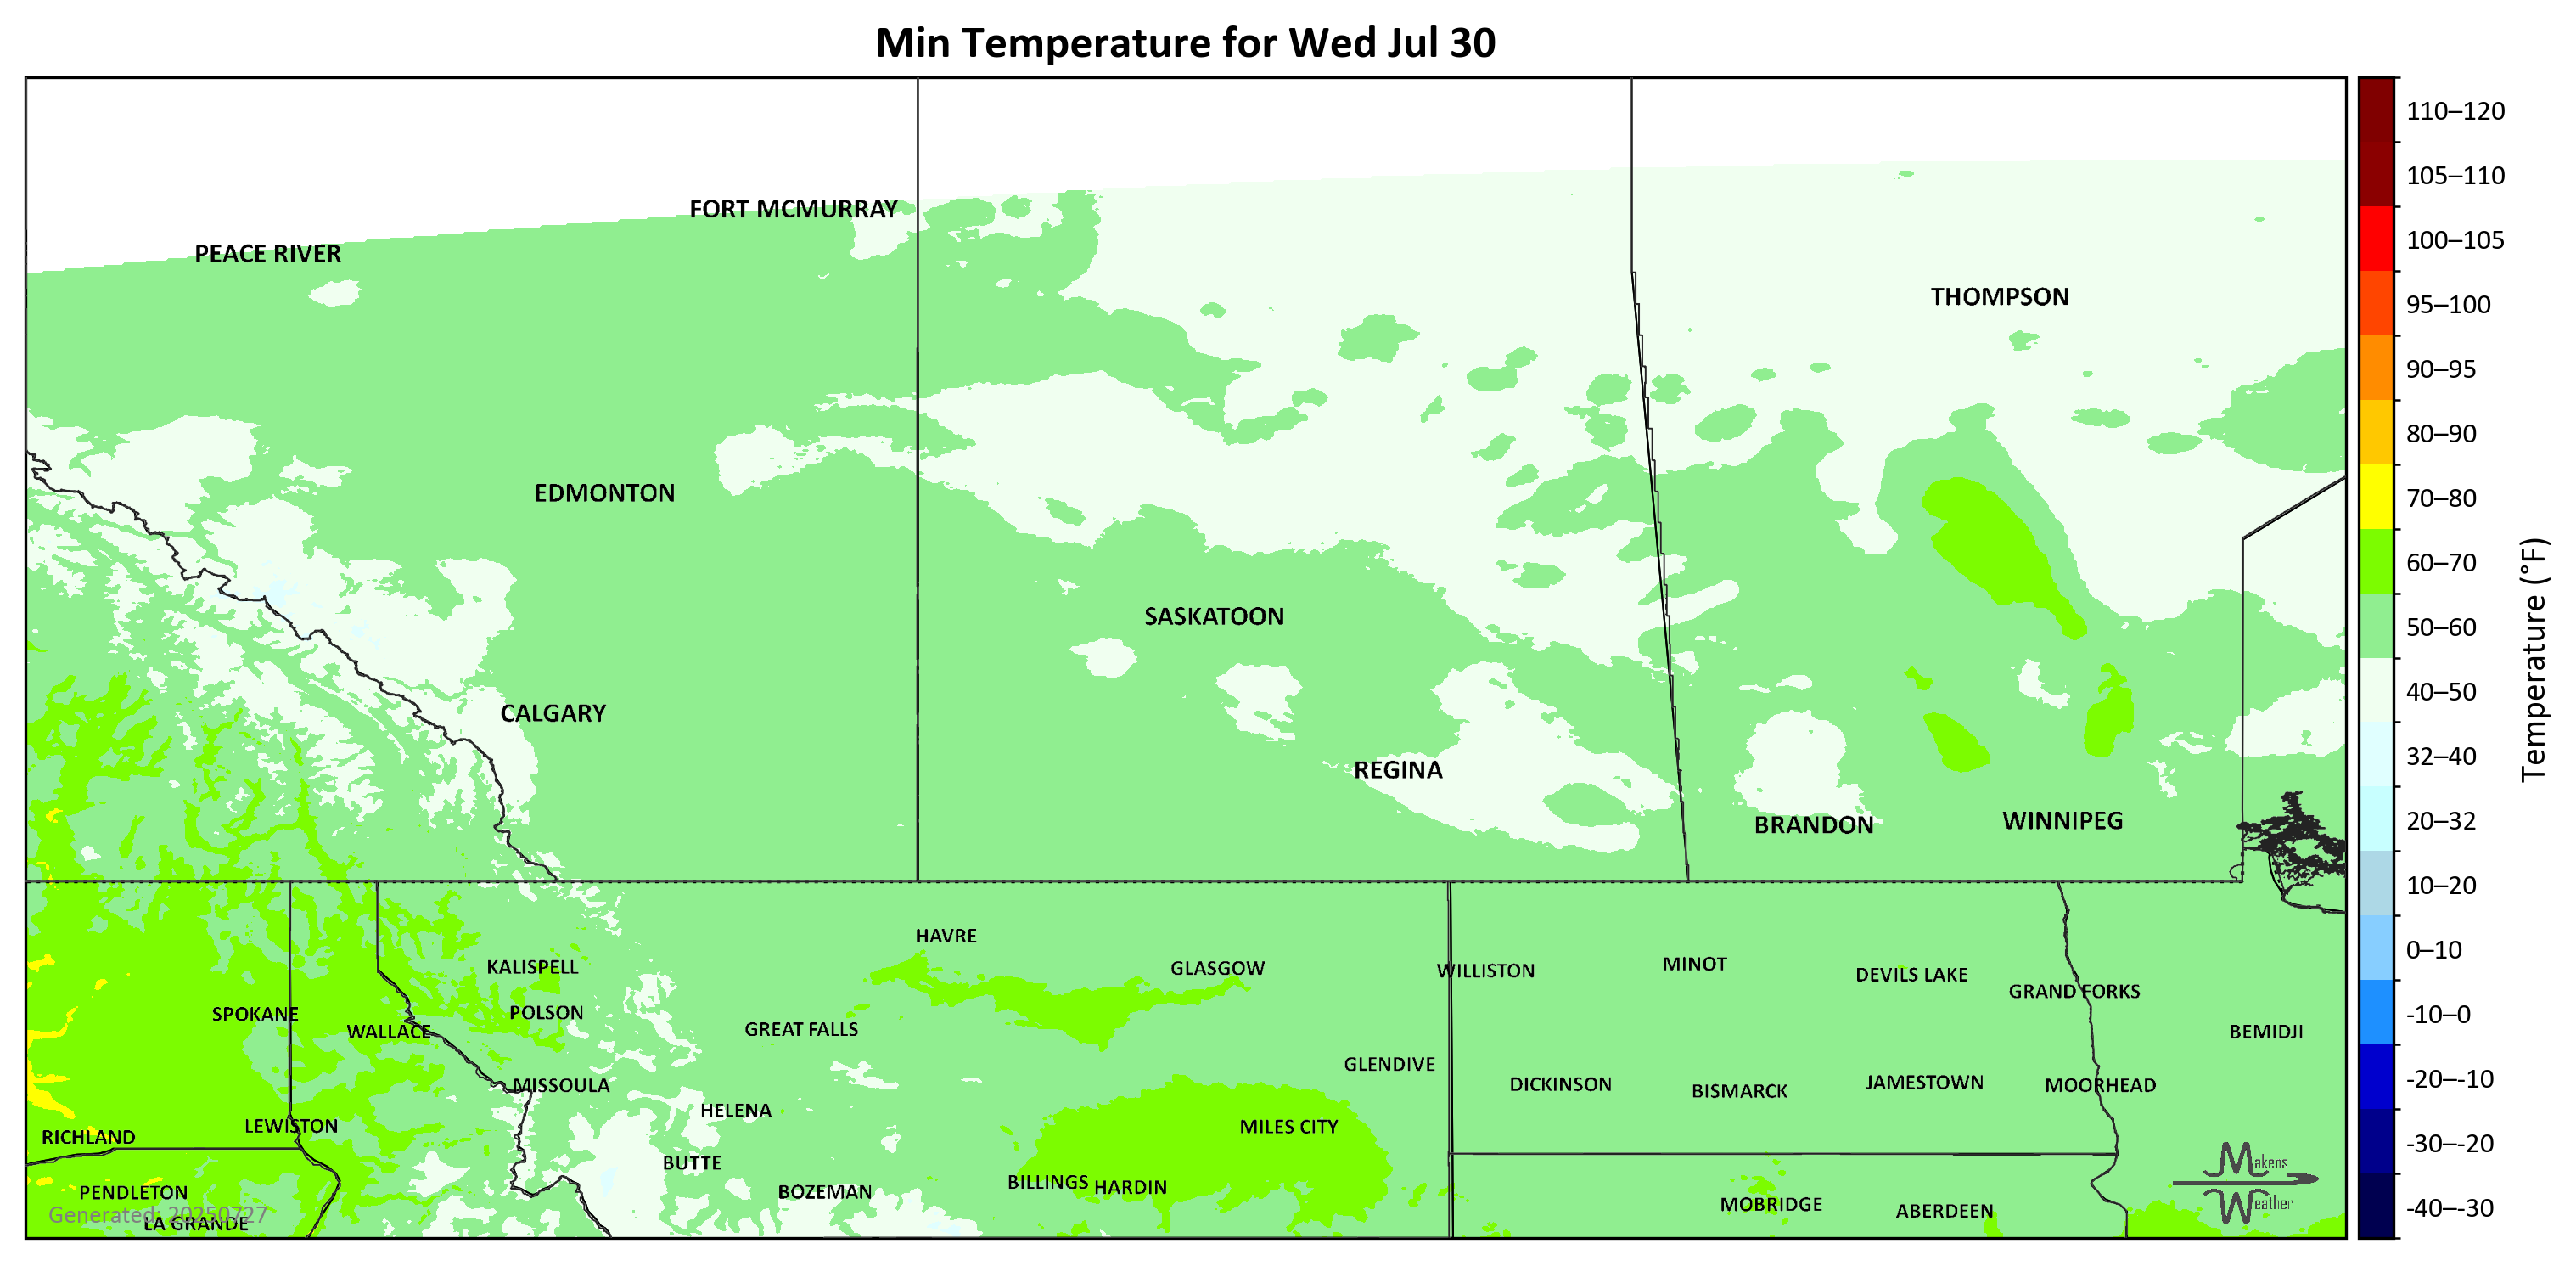 Min Temperature for Wed Jul 30
110–120
105–110
100–105
95–100
90–95
80–90
70–80
60–70
50–60
40–50
32–40
20–32
10–20
0–10
-10–0
-20–-10
-30–-20
-40–-30
Temperature (°F)
FORT MCMURRAY
PEACE RIVER
THOMPSON
EDMONTON
SASKATOON
CALGARY
REGINA
BRANDON
WINNIPEG
HAVRE
KALISPELL
GLASGOW
WILLISTON
MINOT
DEVILS LAKE
GRAND FORKS
SPOKANE
POLSON
WALLACE
GREAT FALLS
BEMIDJI
GLENDIVE
MISSOULA
DICKINSON
BISMARCK
JAMESTOWN
MOORHEAD
HELENA
LEWISTON
MILES CITY
RICHLAND
BUTTE
BOZEMAN
BILLINGS
HARDIN
PENDLETON
MOBRIDGE
ABERDEEN
LA GRANDE
Generated: 20250727
Makens
Weather